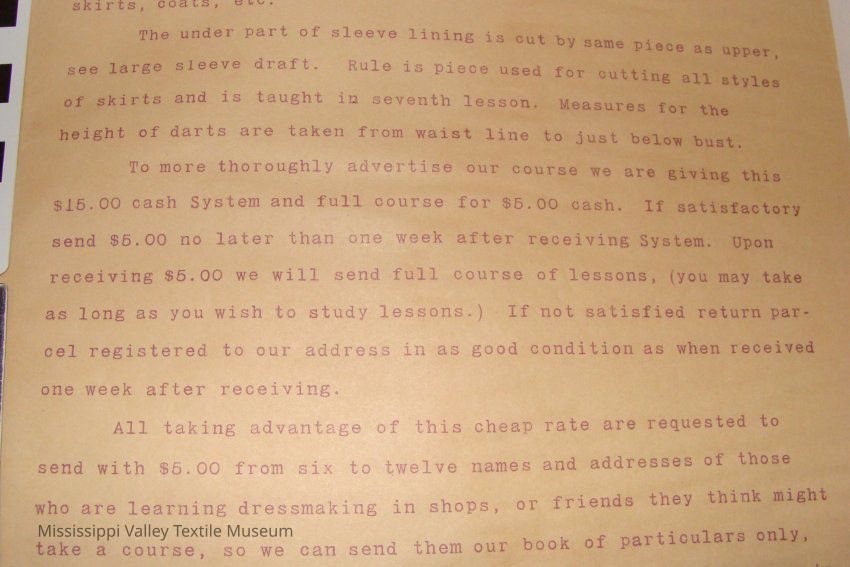 skirts, coats, etc.
The under part of sleeve lining is cut by same piece as upper,
see large sleeve draft. Rule is piece used for cutting all styles
of skirts and is taught in seventh lesson. Measures for the
height of darts are taken from waist line to just below bust.
To more thoroughly advertise our course we are giving this
$15.00 cash System and full course for $5.00 cash. If satisfactory
send $5.00 no later than one week after receiving System. Upon
receiving $5.00 we will send full course of lessons, (you may take
as long as you wish to study lessons.) If not satisfied return par-
cel registered to our address in as good condition as when received
one week after receiving.
All taking advantage of this cheap rate are requested to
send with $5.00 from six to twelve names and addresses of those
who are learning dressmaking in shops, or friends they think might
Mississippi Valley Textile Museum
take a course, so we can send them our book of particulars only,